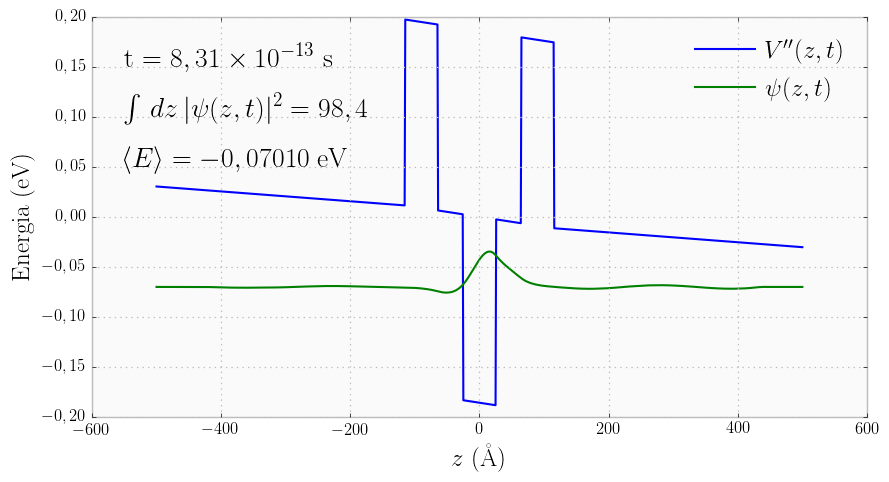 0,20
0,15
0,10
0,05
0,00
−0,05
−0,10
−0,15
−0,20
Energia (eV)
t = 8,31 × 10⁻¹³ s
∫ dz |ψ(z,t)|² = 98,4
⟨E⟩ = −0,07010 eV
V″(z,t)
ψ(z,t)
−600 −400 −200 0 200 400 600
z (Å)